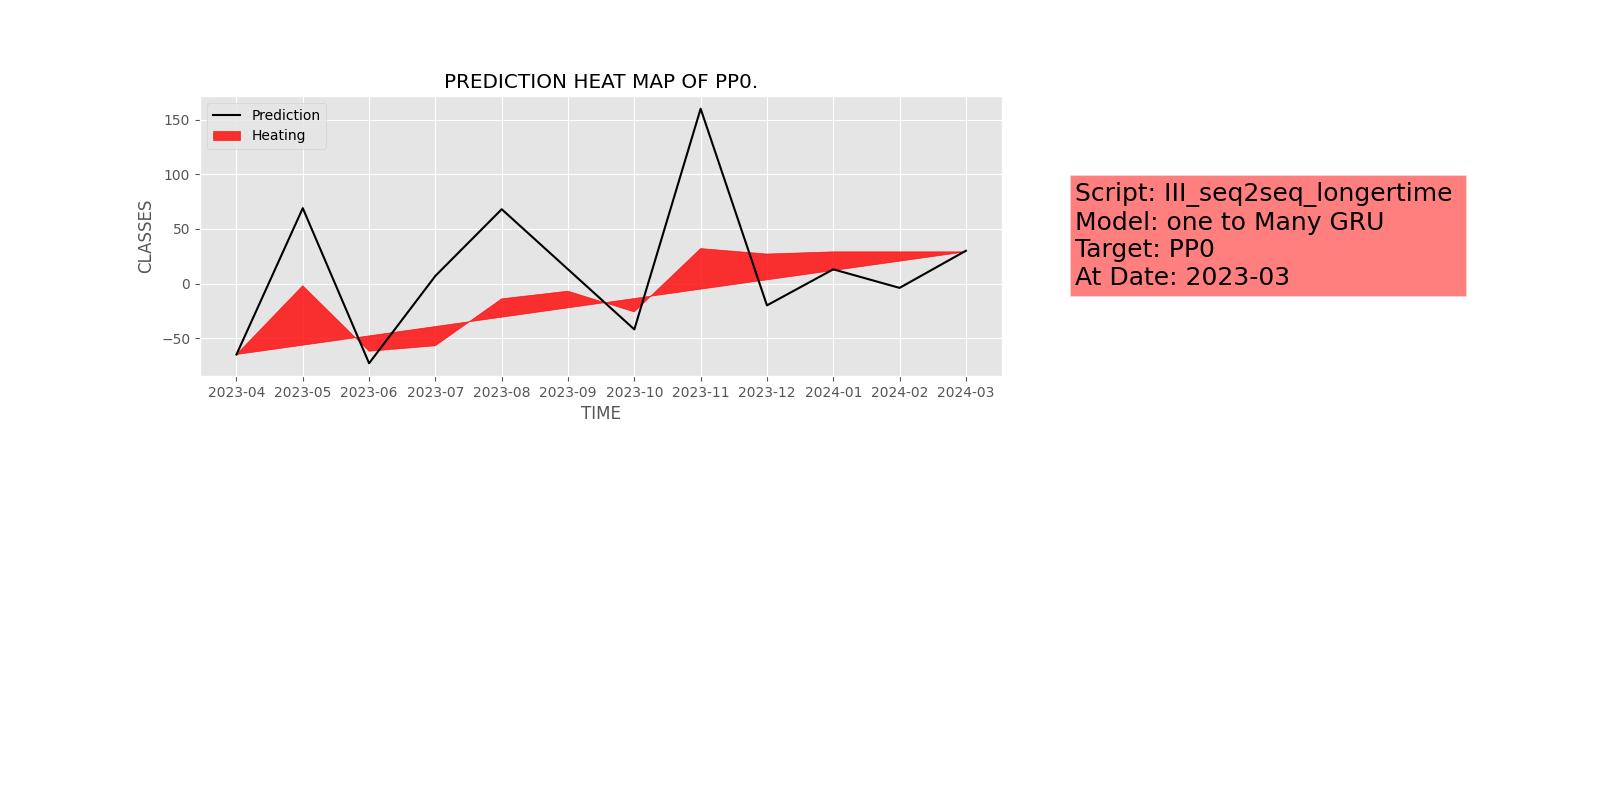 PREDICTION HEAT MAP OF PP0.
Prediction
Heating
150
100
50
0
−50
CLASSES
2023-04 2023-05 2023-06 2023-07 2023-08 2023-09 2023-10 2023-11 2023-12 2024-01 2024-02 2024-03
TIME
Script: III_seq2seq_longertime
Model: one to Many GRU
Target: PP0
At Date: 2023-03